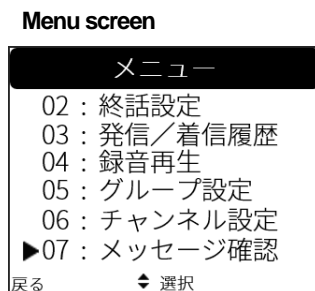 Menu screen
メニュー
02：終話設定
03：発信／着信履歴
04：録音再生
05：グループ設定
06：チャンネル設定
▶07：メッセージ確認
戻る ♦ 選択